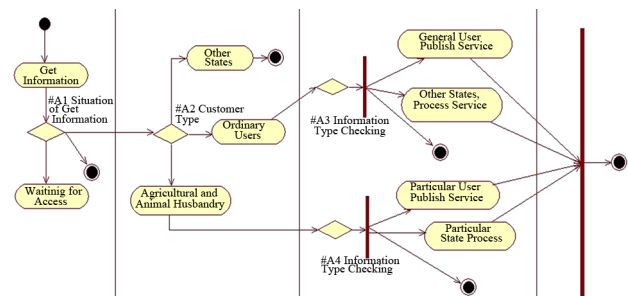 Get
Information
#A1 Situation
of Get
Information
Waitinig for
Access
Other
States
#A2 Customer
Type
Ordinary
Users
Agricultural and
Animal Husbandry
General User
Publish Service
Other States,
Process Service
#A3 Information
Type Checking
Particular User
Publish Service
Particular
State Process
#A4 Information
Type Checking